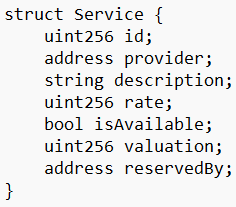 struct Service {
    uint256 id;
    address provider;
    string description;
    uint256 rate;
    bool isAvailable;
    uint256 valuation;
    address reservedBy;
}